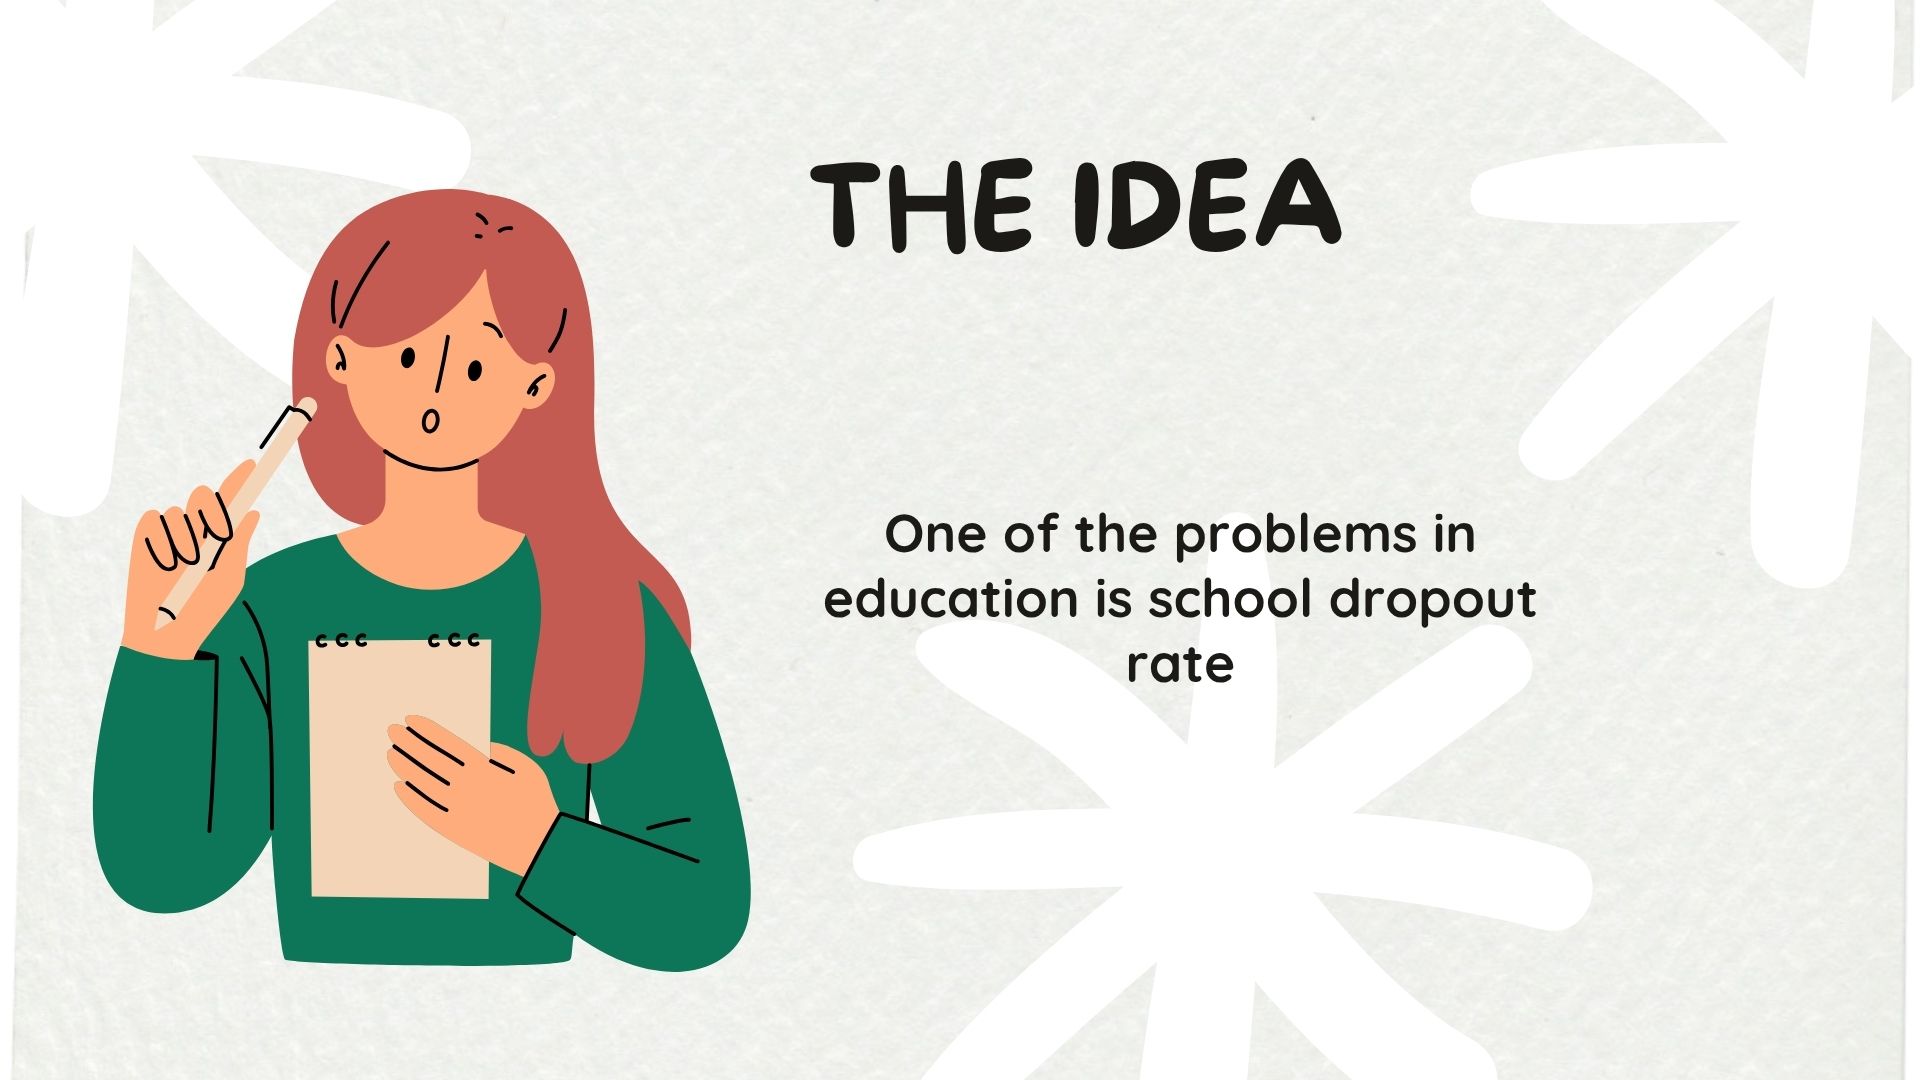 THE IDEA
One of the problems in
education is school dropout
rate